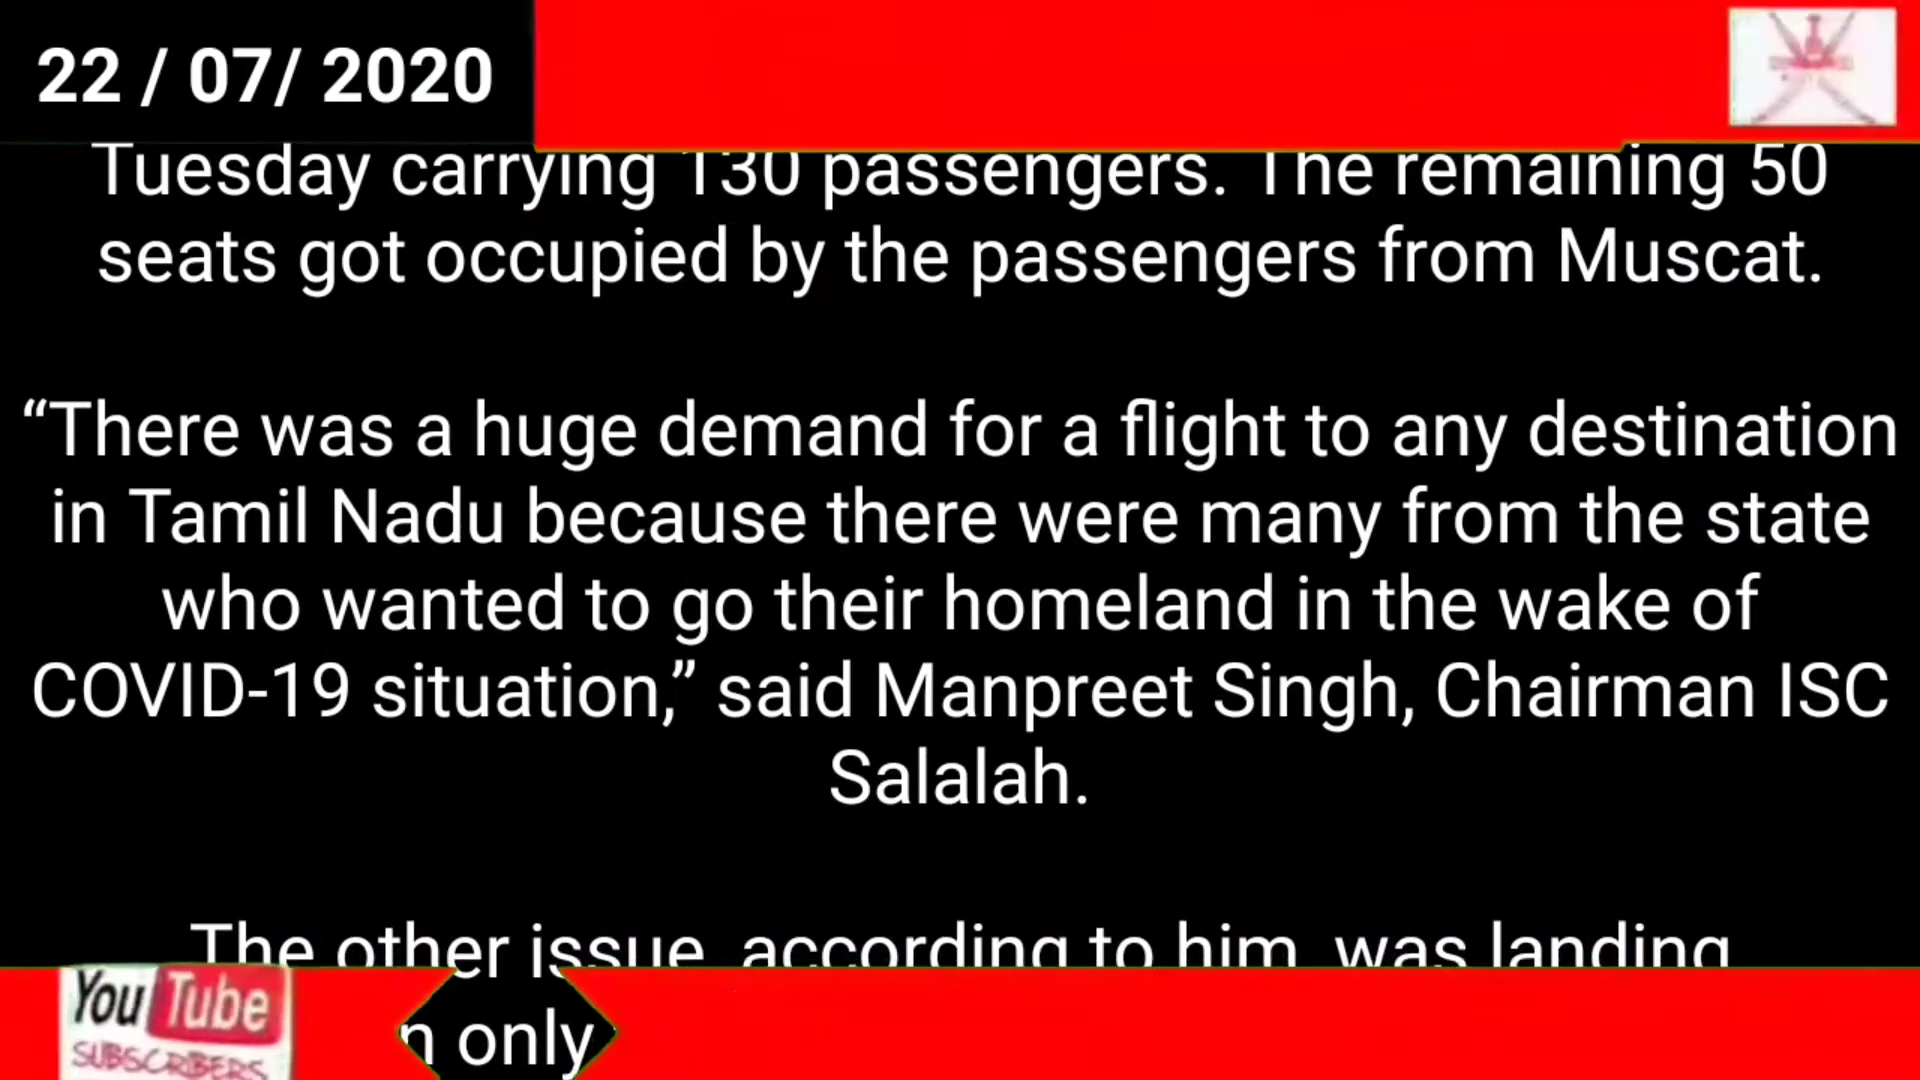 22 / 07/ 2020
Tuesday carrying 130 passengers. The remaining 50
seats got occupied by the passengers from Muscat.
“There was a huge demand for a flight to any destination
in Tamil Nadu because there were many from the state
who wanted to go their homeland in the wake of
COVID-19 situation,” said Manpreet Singh, Chairman ISC
Salalah.
The other issue, according to him, was landing
n only
YouTube
SUBSCRIBERS